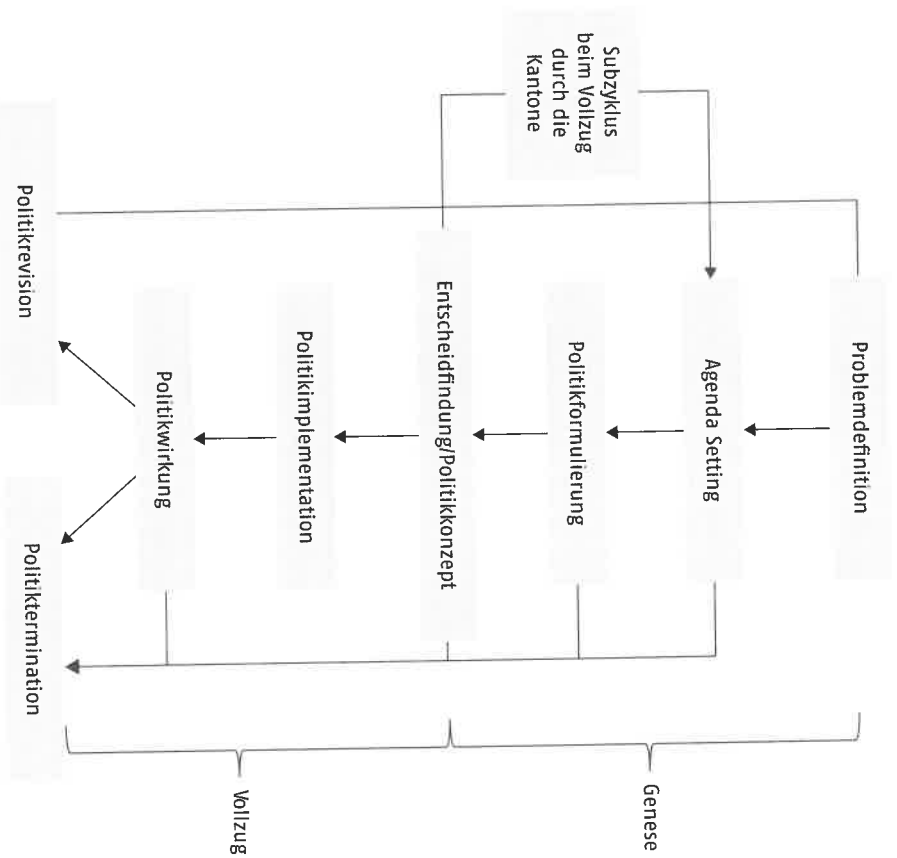 Problemdefinition
Agenda Setting
Subzyklus
beim Vollzug
durch die
Kantone
Genese
Politikformulierung
Entscheidfindung/Politikkonzept
Politikimplementation
Vollzug
Politikwirkung
Politikrevision
Politiktermination